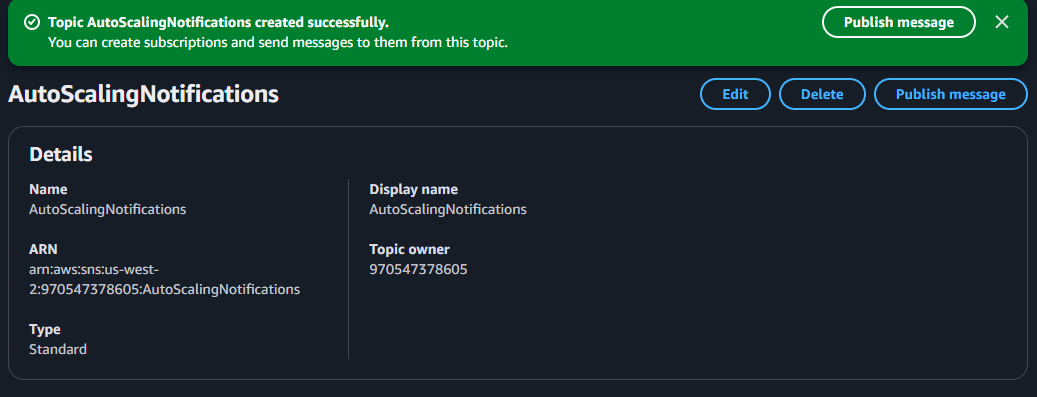 Topic AutoScalingNotifications created successfully.
You can create subscriptions and send messages to them from this topic.
Publish message
AutoScalingNotifications
Edit
Delete
Publish message
Details
Name
AutoScalingNotifications
ARN
arn:aws:sns:us-west-
2:970547378605:AutoScalingNotifications
Type
Standard
Display name
AutoScalingNotifications
Topic owner
970547378605